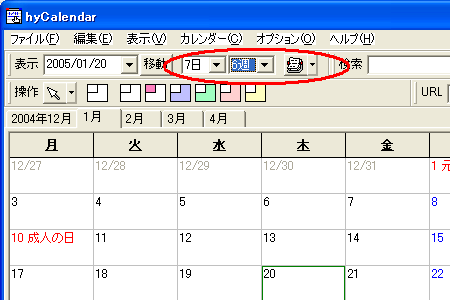 hyCalendar
ファイル(F) 編集(E) 表示(V) カレンダー(C) オプション(O) ヘルプ(H)
表示 2005/01/20 移動 7日 6週 検索
操作 URL
2004年12月 1月 2月 3月 4月
月 火 水 木 金
12/27 12/28 12/29 12/30 12/31 1 元
3 4 5 6 7 8
10 成人の日 11 12 13 14 15
17 18 19 20 21 22